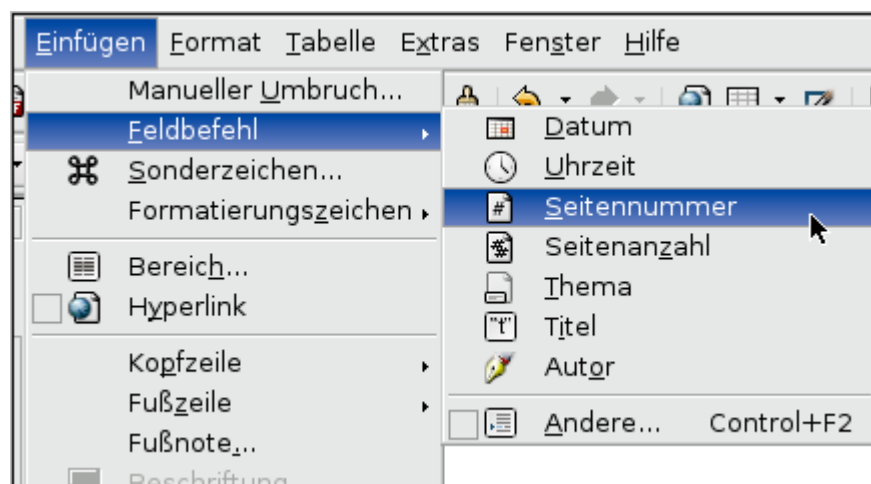 Einfügen Format Tabelle Extras Fenster Hilfe
Manueller Umbruch...
Feldbefehl
Sonderzeichen...
Formatierungszeichen
Bereich...
Hyperlink
Kopfzeile
Fußzeile
Fußnote...
Beschriftung
Datum
Uhrzeit
Seitennummer
Seitenanzahl
Thema
Titel
Autor
Andere... Control+F2